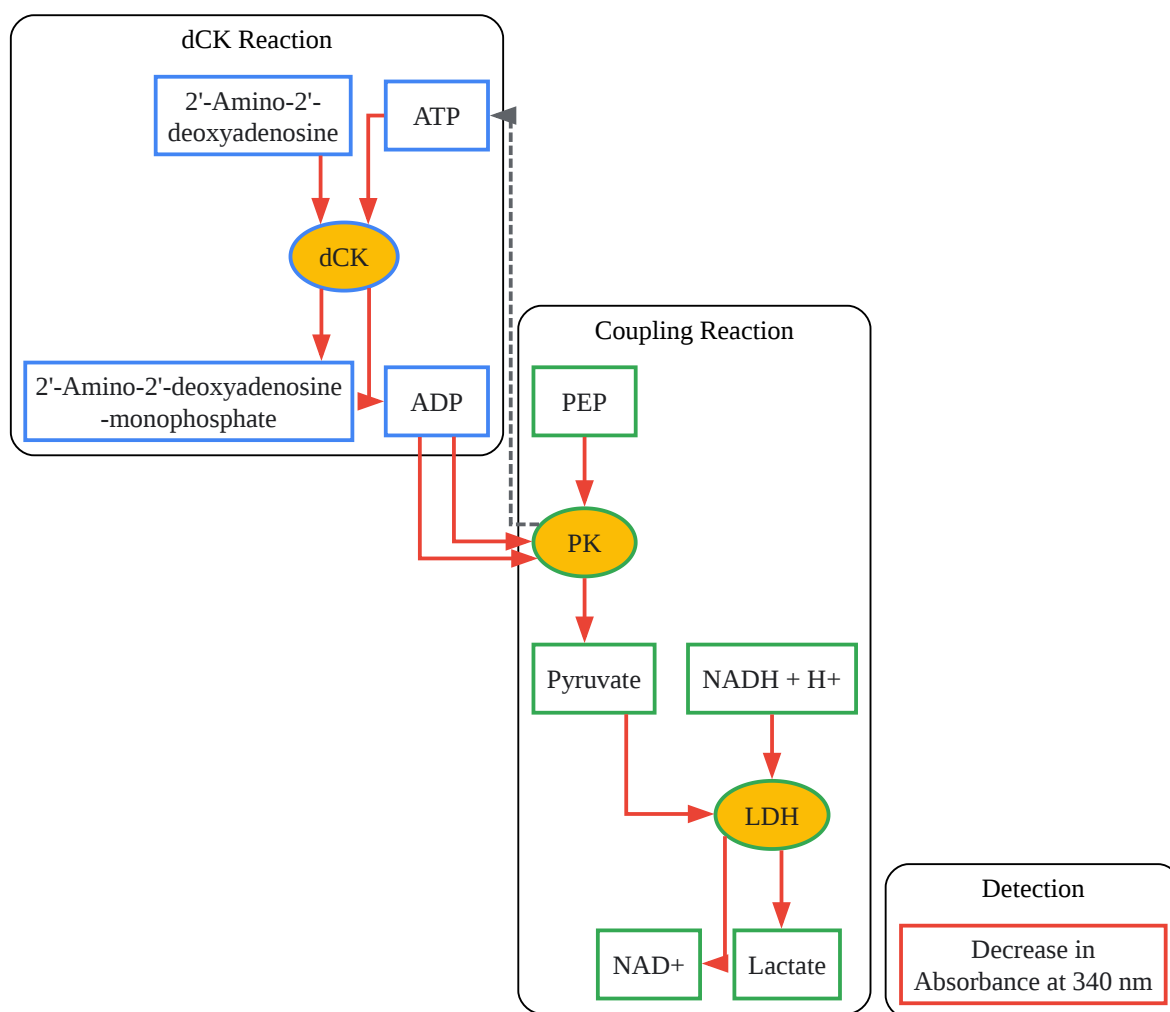 dCK Reaction
2'-Amino-2'-
deoxyadenosine
ATP
dCK
2'-Amino-2'-deoxyadenosine
-monophosphate
ADP
Coupling Reaction
PEP
PK
Pyruvate
NADH + H+
LDH
NAD+
Lactate
Detection
Decrease in
Absorbance at 340 nm